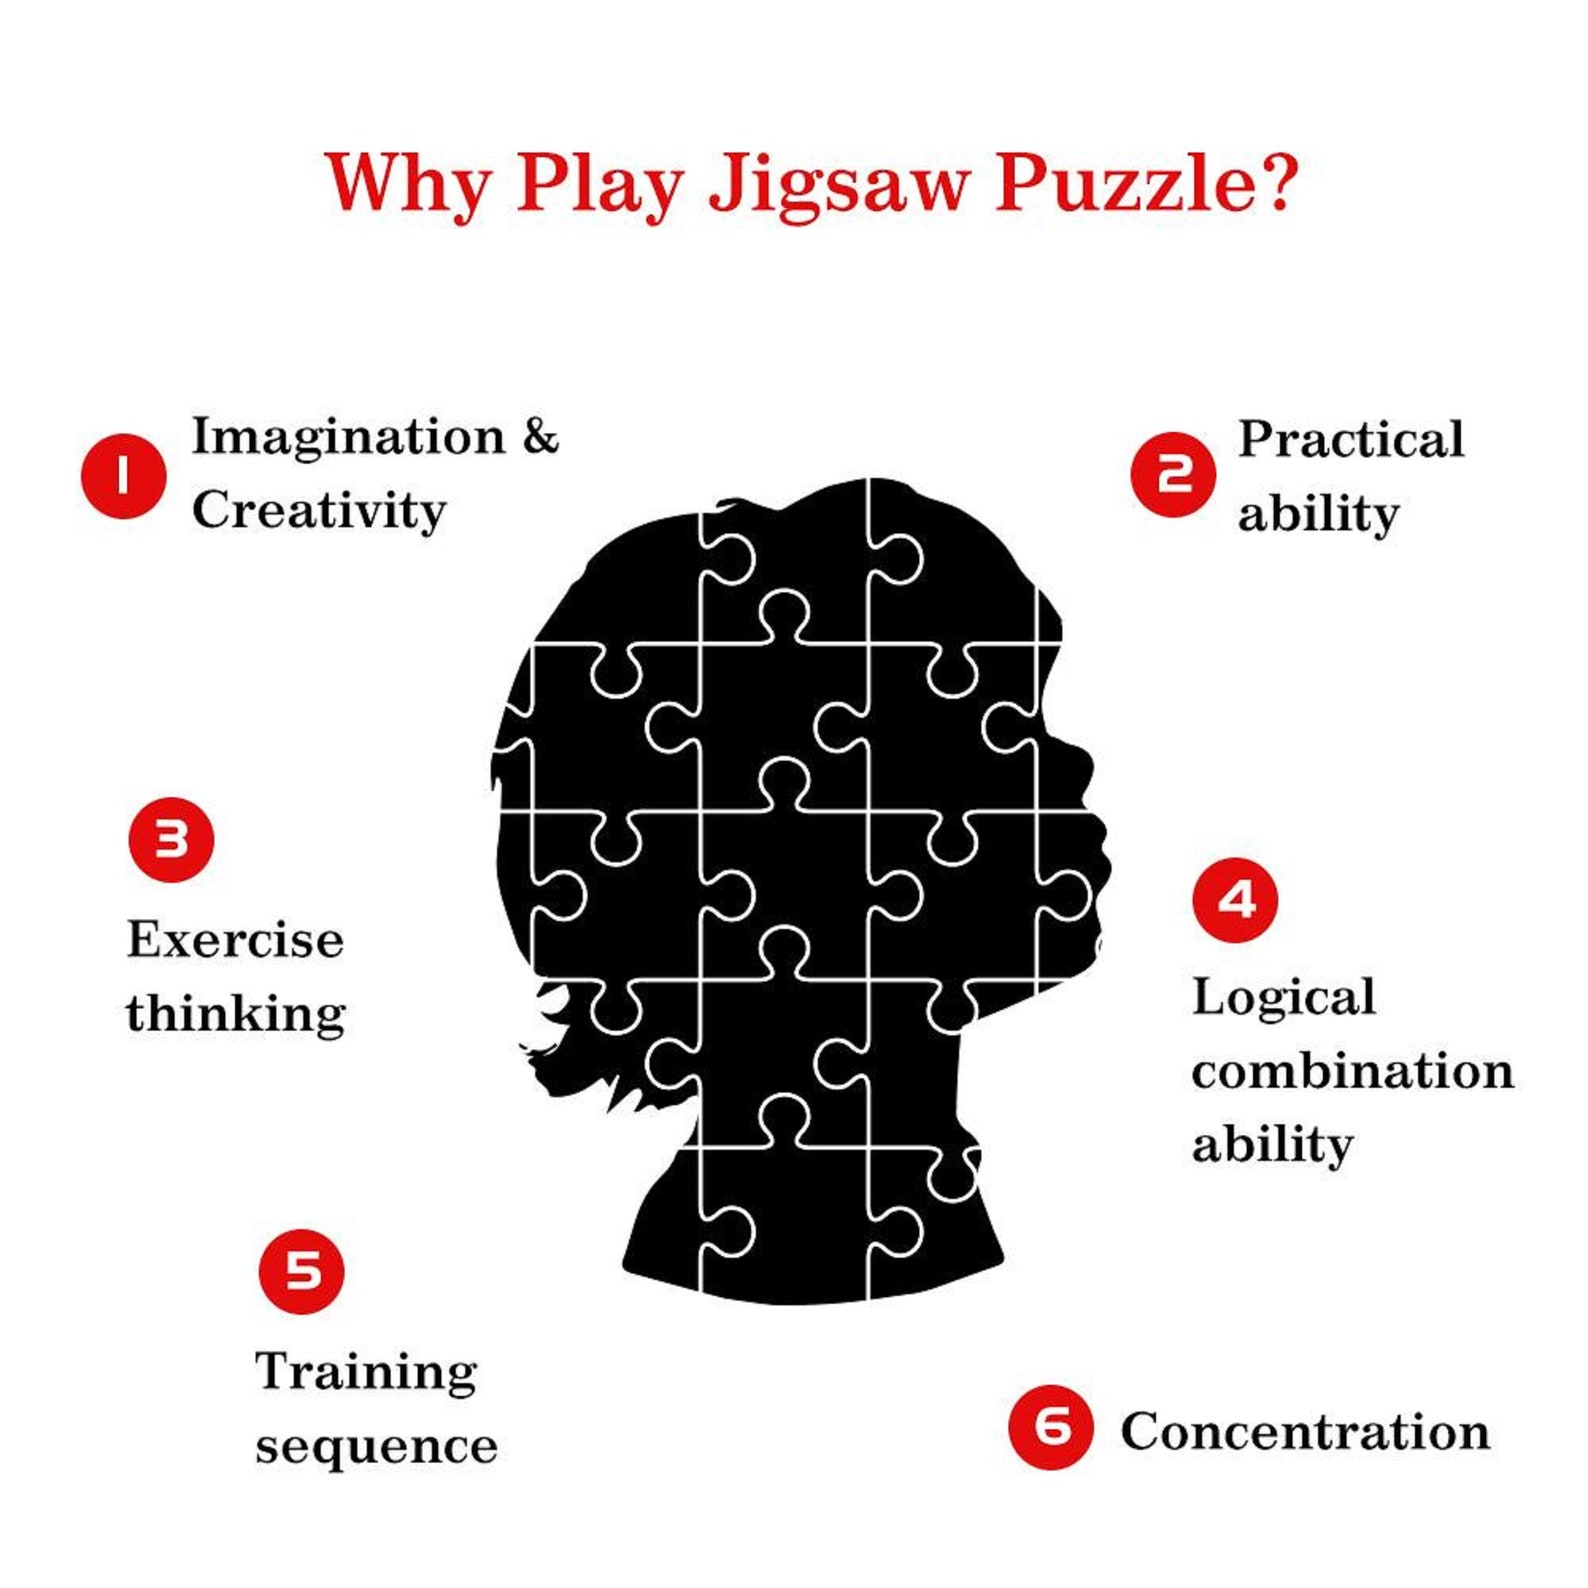 Why Play Jigsaw Puzzle?
1
Imagination &
Creativity
2
Practical
ability
3
Exercise
thinking
4
Logical
combination
ability
5
Training
sequence
6
Concentration